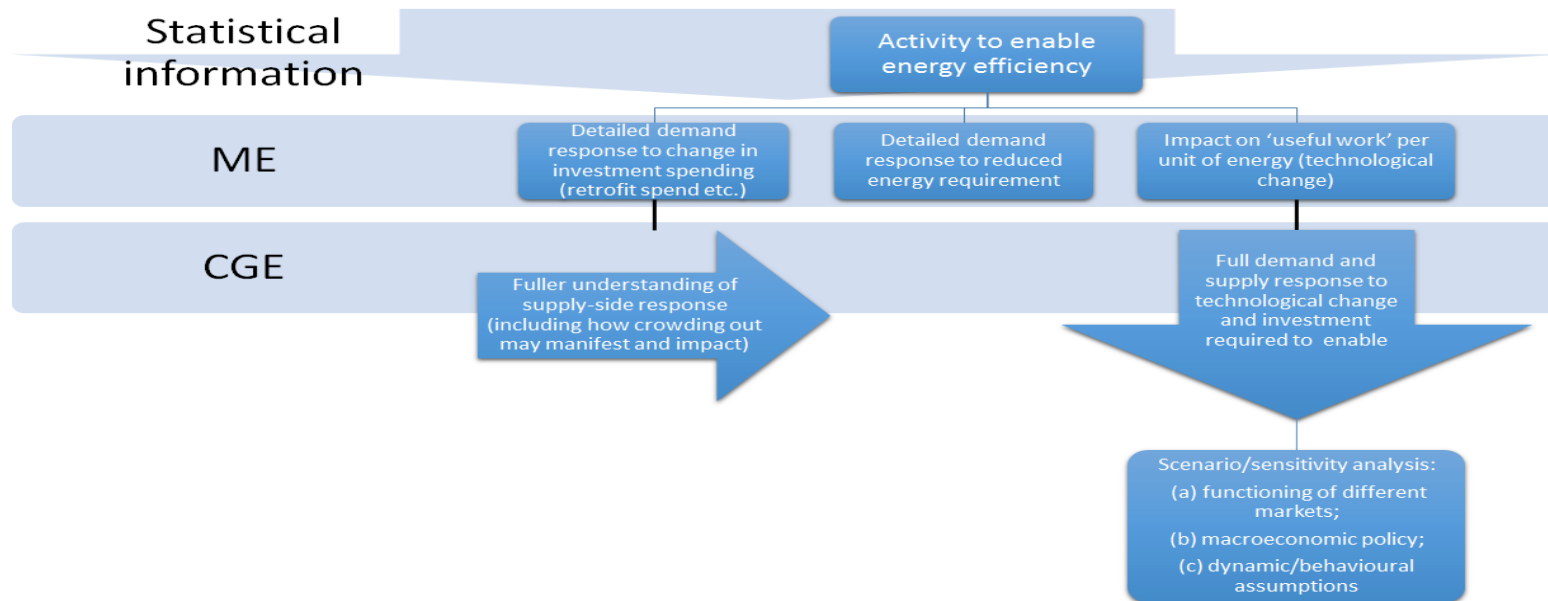 Statistical
information
Activity to enable
energy efficiency
ME
Detailed demand
response to change in
investment spending
(retrofit spend etc.)
Detailed demand
response to reduced
energy requirement
Impact on ‘useful work’ per
unit of energy (technological
change)
CGE
Fuller understanding of
supply-side response
(including how crowding out
may manifest and impact)
Full demand and
supply response to
technological change
and investment
required to enable
Scenario/sensitivity analysis:
(a) functioning of different
markets;
(b) macroeconomic policy;
(c) dynamic/behavioural
assumptions